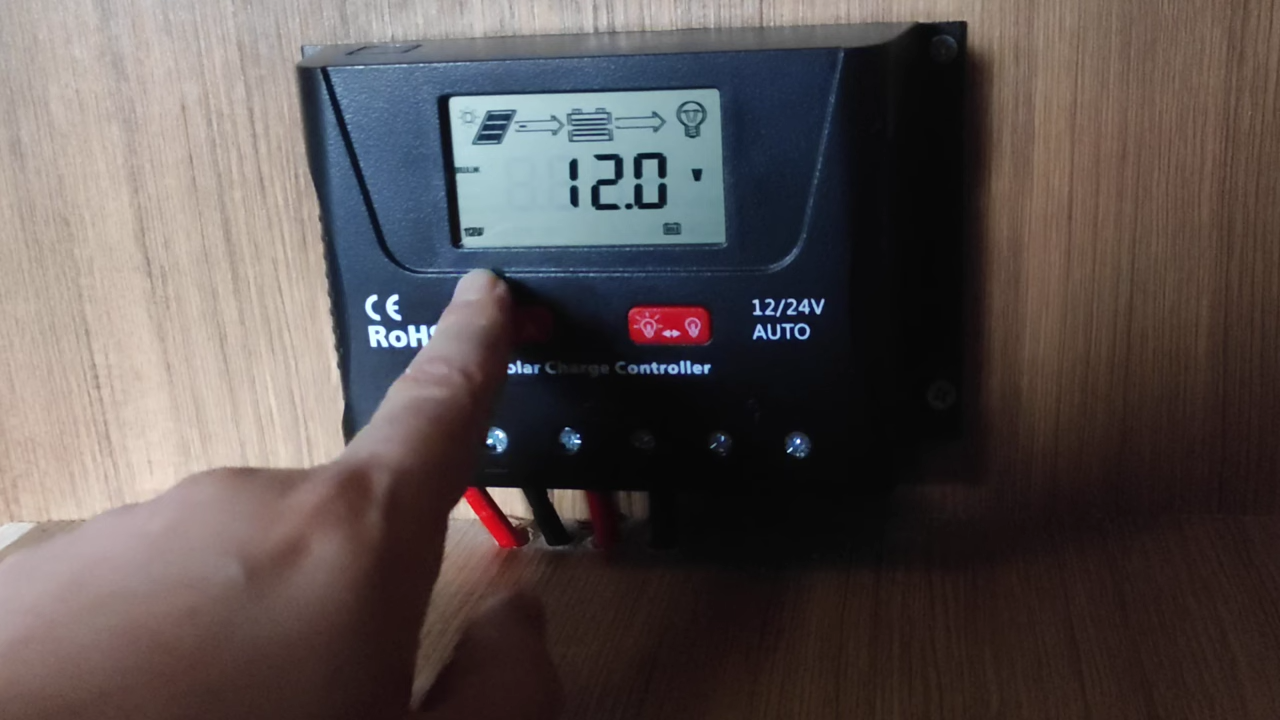 12.0 V
CE
RoHS
12/24V
AUTO
olar Charge Controller